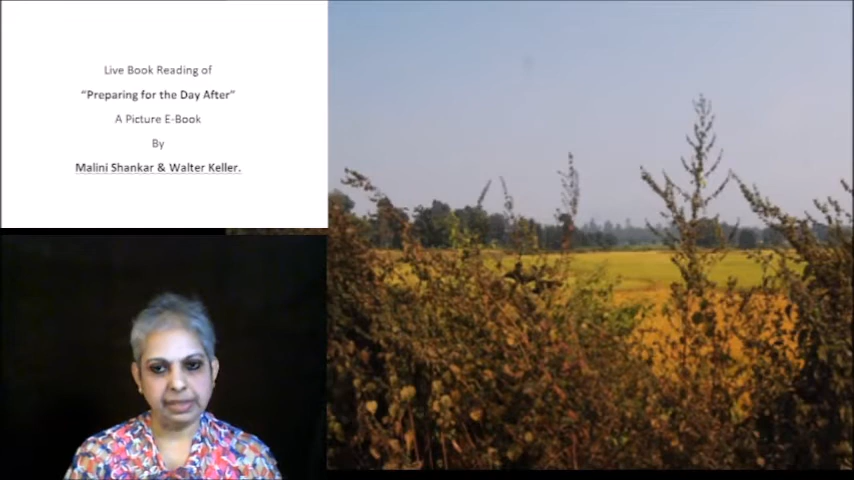 Live Book Reading of
“Preparing for the Day After”
A Picture E-Book
By
Malini Shankar & Walter Keller.